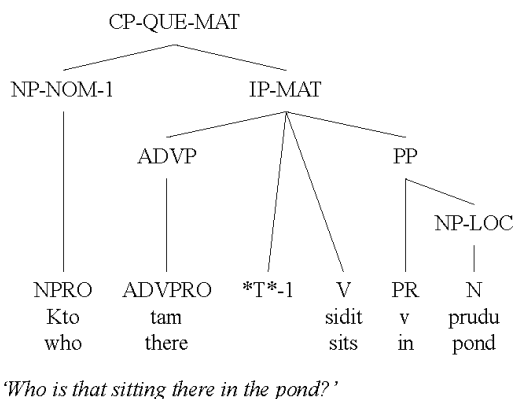 CP-QUE-MAT
NP-NOM-1 IP-MAT
ADVP PP
NP-LOC
NPRO ADVPRO *T*-1 V PR N
Kto tam sidit v prudu
who there sits in pond
‘Who is that sitting there in the pond?’